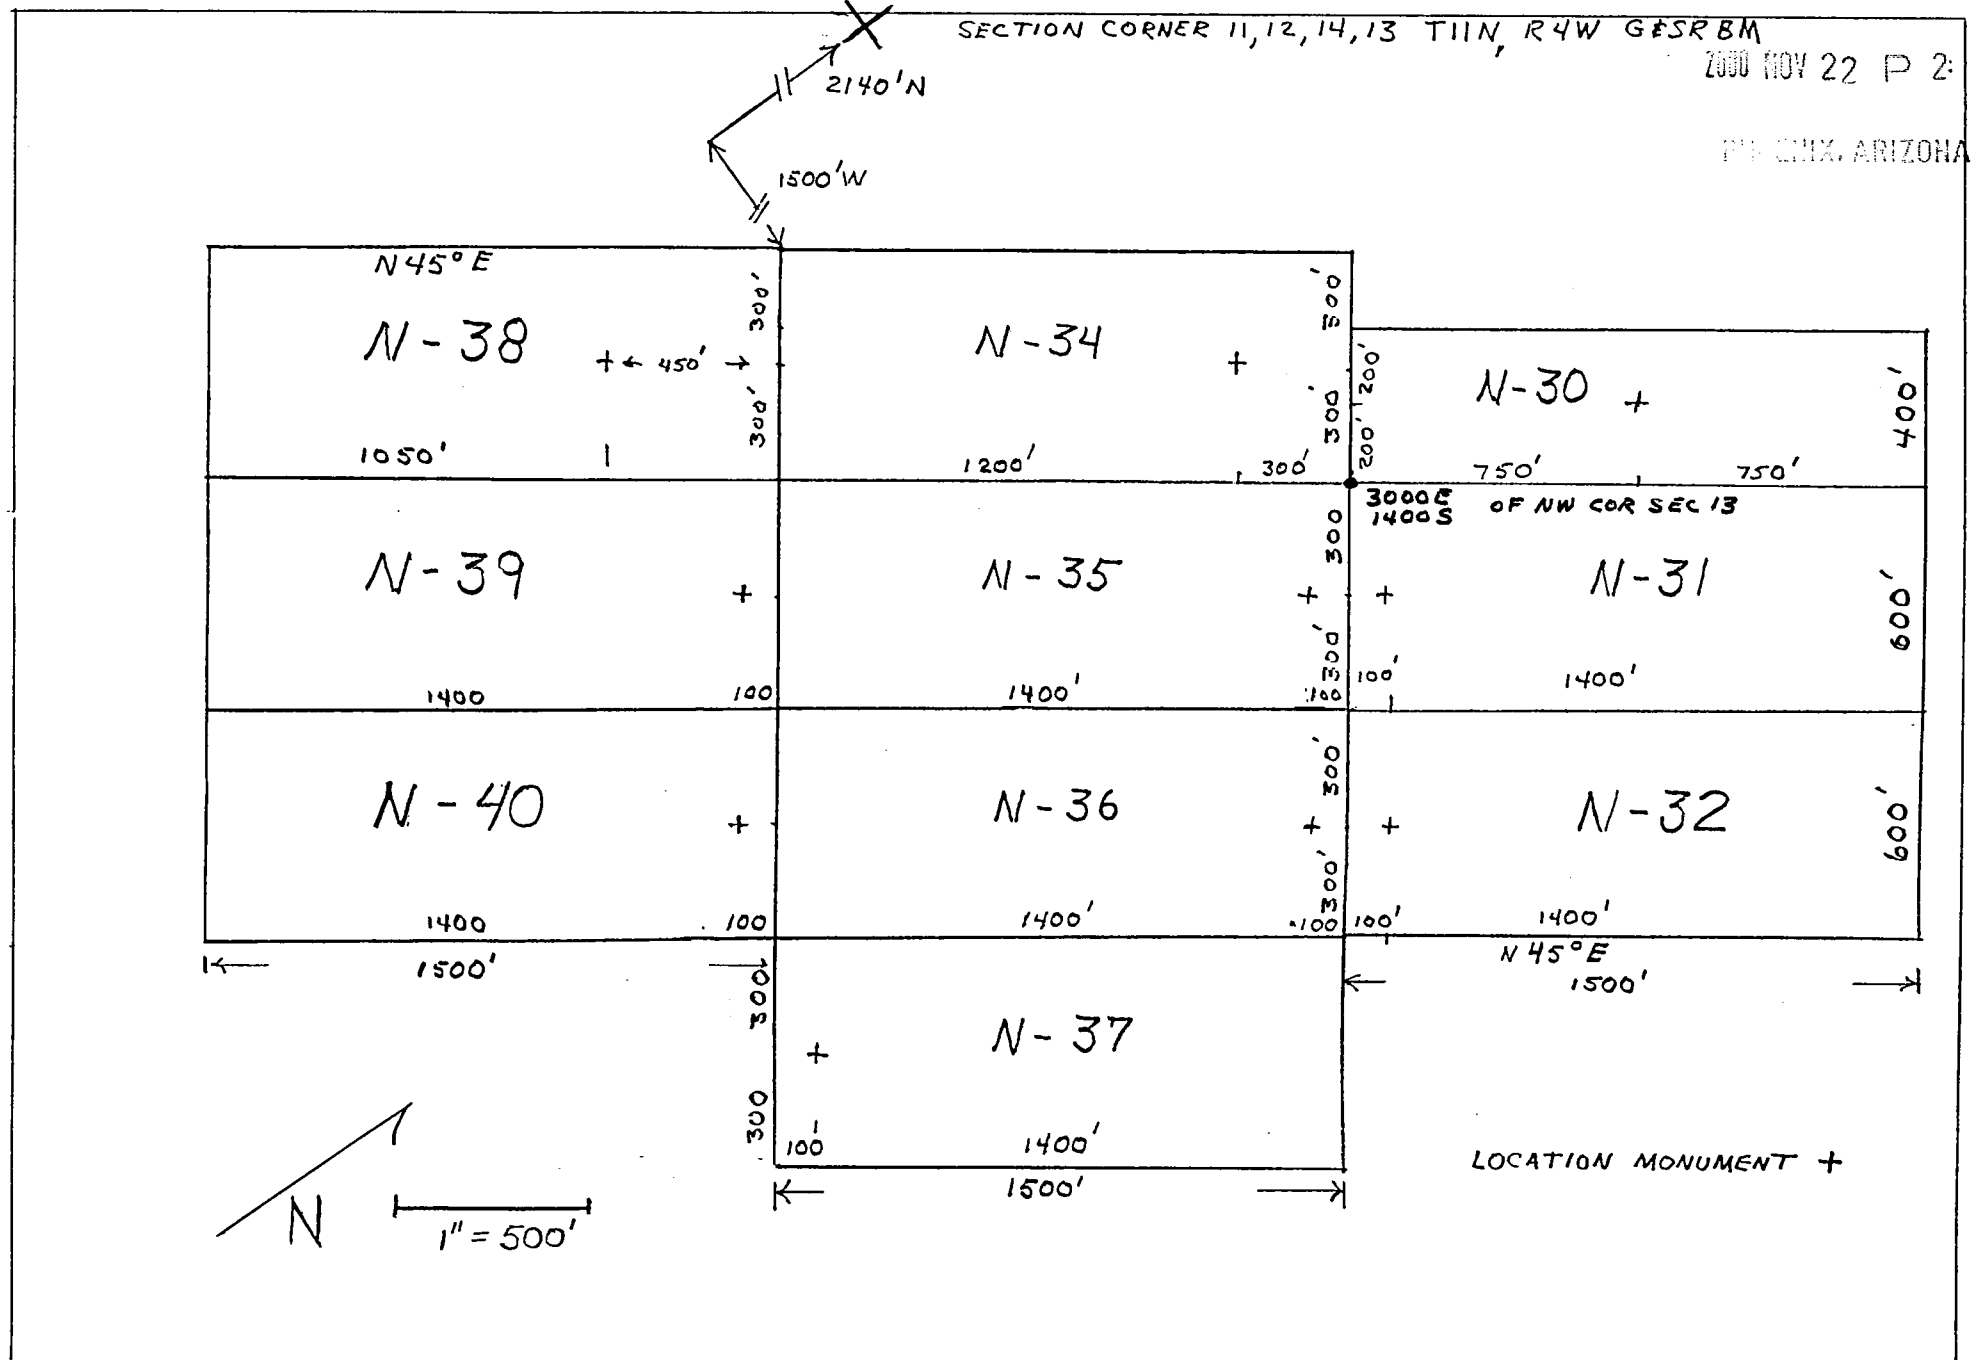 SECTION CORNER 11,12,14,13 T11N, R4W G&SRBM
2000 NOV 22 P 2:
2140'N
ARIZONA
1500'W
N45°E
300'
500'
N-38
N-34
+ ← 450' →
+
200'
N-30 +
400'
300'
300'
200'
1050'
1200'
300'
750'
750'
3000E OF NW COR SEC 13
1400S
300
N-39
+
N-35
+
+
N-31
600'
300'
1400
100
1400'
100
100'
1400'
300'
N-40
+
N-36
+
+
N-32
600'
300'
1400
100
1400'
100
100'
1400'
N45°E
1500'
1500'
300
N-37
+
300
100'
1400'
1500'
LOCATION MONUMENT +
N
1" = 500'